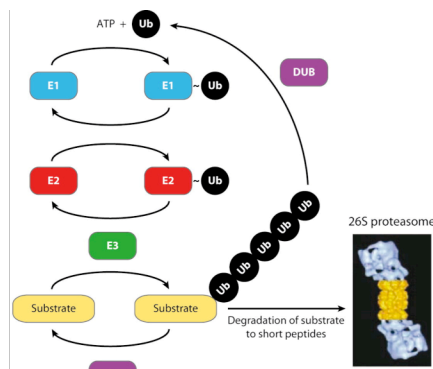 ATP + Ub
DUB
E1
E1 ~ Ub
E2
E2 ~ Ub
Ub
Ub
Ub
Ub
Ub
E3
26S proteasome
Substrate
Substrate
Degradation of substrate
to short peptides